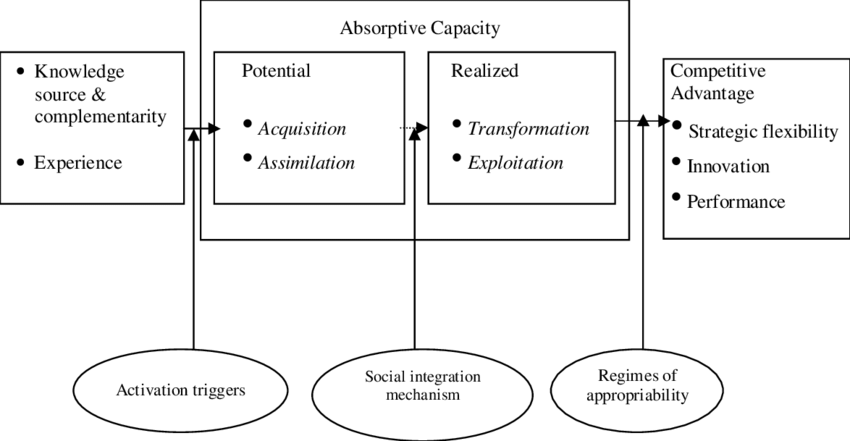 Absorptive Capacity
• Knowledge
source &
complementarity
• Experience
Potential
• Acquisition
• Assimilation
Realized
• Transformation
• Exploitation
Competitive
Advantage
• Strategic flexibility
• Innovation
• Performance
Activation triggers
Social integration
mechanism
Regimes of
appropriability